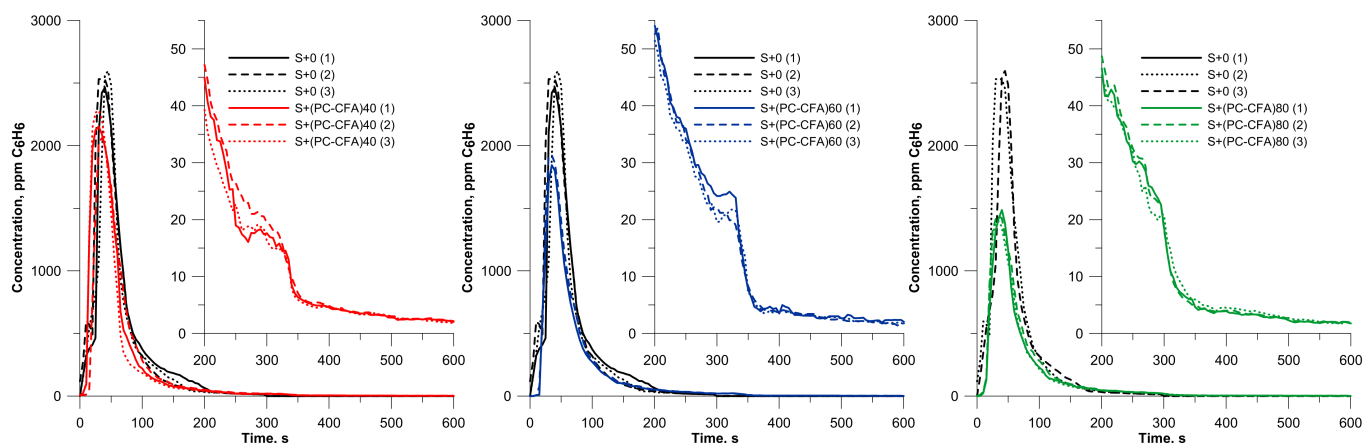 3000
2000
1000
0
Concentration, ppm C6H6
0 100 200 300 400 500 600
Time, s
50
40
30
20
10
0
200 300 400 500 600
S+0 (1)
S+0 (2)
S+0 (3)
S+(PC-CFA)40 (1)
S+(PC-CFA)40 (2)
S+(PC-CFA)40 (3)
3000
2000
1000
0
Concentration, ppm C6H6
0 100 200 300 400 500 600
Time, s
50
40
30
20
10
0
200 300 400 500 600
S+0 (1)
S+0 (2)
S+0 (3)
S+(PC-CFA)60 (1)
S+(PC-CFA)60 (2)
S+(PC-CFA)60 (3)
3000
2000
1000
0
Concentration, ppm C6H6
0 100 200 300 400 500 600
Time, s
50
40
30
20
10
0
200 300 400 500 600
S+0 (1)
S+0 (2)
S+0 (3)
S+(PC-CFA)80 (1)
S+(PC-CFA)80 (2)
S+(PC-CFA)80 (3)